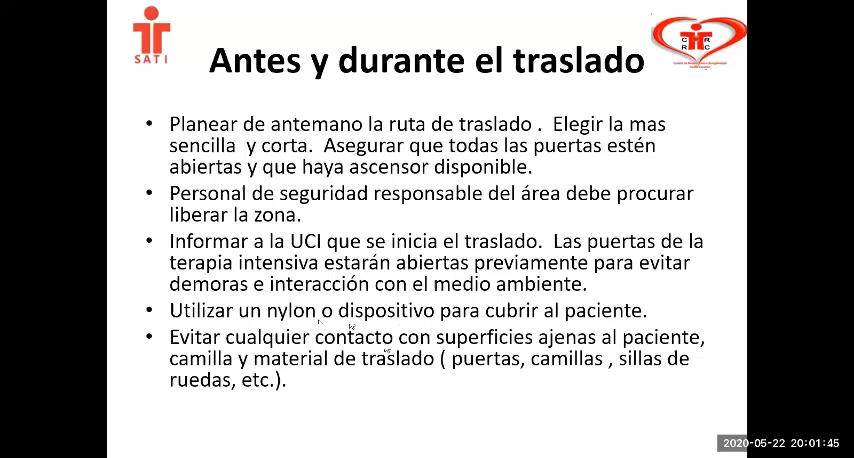 SATI
CRRC
Antes y durante el traslado
• Planear de antemano la ruta de traslado . Elegir la mas
sencilla y corta. Asegurar que todas las puertas estén
abiertas y que haya ascensor disponible.
• Personal de seguridad responsable del área debe procurar
liberar la zona.
• Informar a la UCI que se inicia el traslado. Las puertas de la
terapia intensiva estarán abiertas previamente para evitar
demoras e interacción con el medio ambiente.
• Utilizar un nylon o dispositivo para cubrir al paciente.
• Evitar cualquier contacto con superficies ajenas al paciente,
camilla y material de traslado ( puertas, camillas , sillas de
ruedas, etc.).
2020-05-22 20:01:45